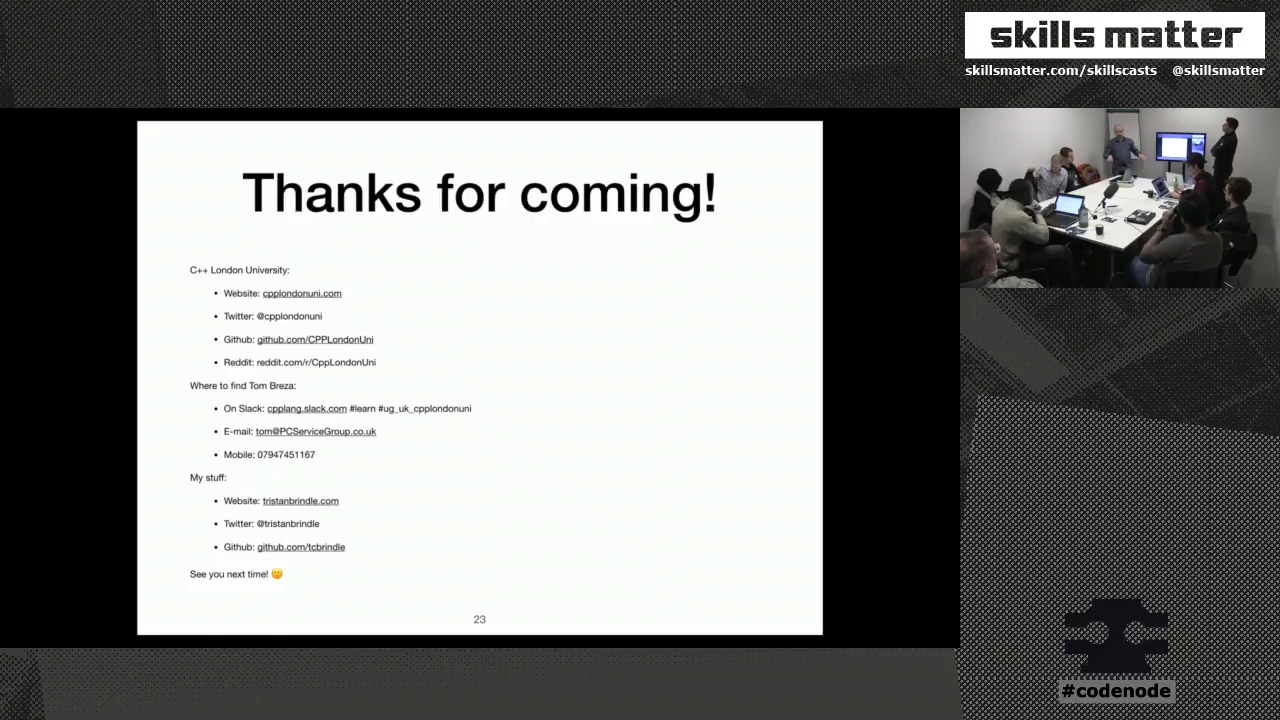 skills matter
skillsmatter.com/skillscasts @skillsmatter
Thanks for coming!
C++ London University:
• Website: cpplondonuni.com
• Twitter: @cpplondonuni
• Github: github.com/CPPLondonUni
• Reddit: reddit.com/r/CppLondonUni
Where to find Tom Breza:
• On Slack: cpplang.slack.com #learn #ug_uk_cpplondonuni
• E-mail: tom@PCServiceGroup.co.uk
• Mobile: 07947451167
My stuff:
• Website: tristanbrindle.com
• Twitter: @tristanbrindle
• Github: github.com/tcbrindle
See you next time! 🙂
23
#codenode